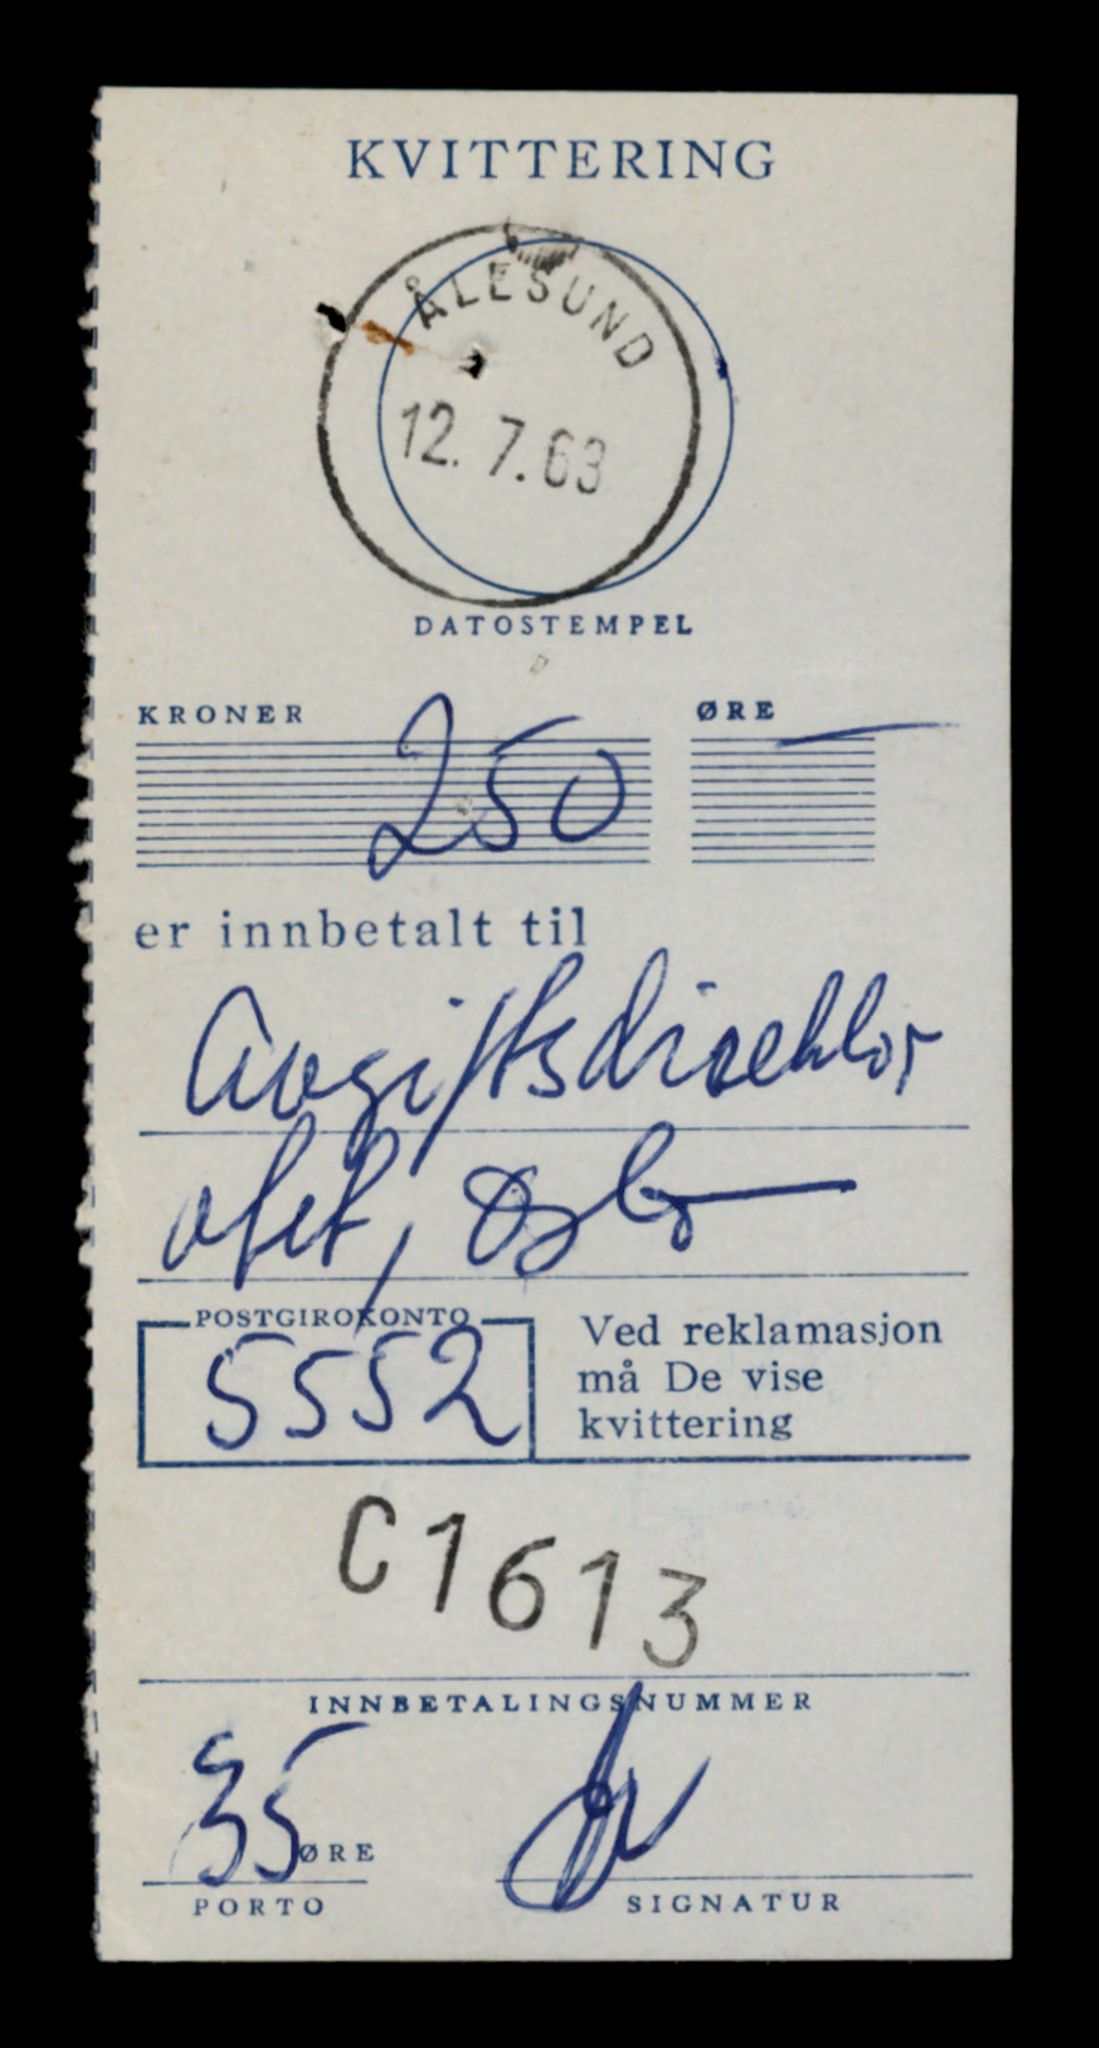 KVITTERING
ÅLESUND
12.7.63
DATOSTEMPEL
KRONER 250 ØRE —
er innbetalt til
Avgiftsdirektor
atet, Oslo
POSTGIROKONTO
5552
Ved reklamasjon
må De vise
kvittering
C1613
INNBETALINGSNUMMER
35 ØRE
PORTO SIGNATUR